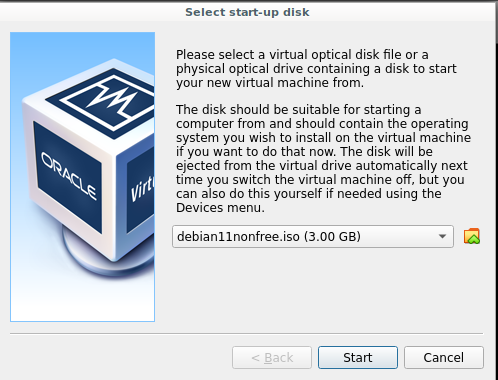 Select start-up disk
Please select a virtual optical disk file or a
physical optical drive containing a disk to start
your new virtual machine from.
The disk should be suitable for starting a
computer from and should contain the operating
system you wish to install on the virtual machine
if you want to do that now. The disk will be
ejected from the virtual drive automatically next
time you switch the virtual machine off, but you
can also do this yourself if needed using the
Devices menu.
ORACLE
Virtu
debian11nonfree.iso (3.00 GB)
< Back
Start
Cancel